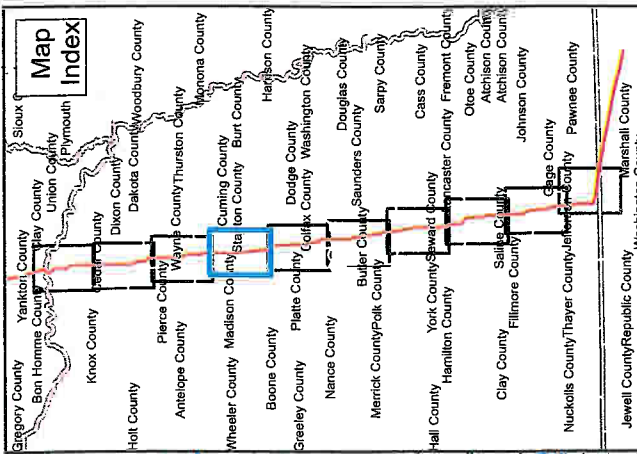 Map
Index
Sioux C
Plymouth
Woodbury County
Monona County
Harrison County
Union County
Clay County
Yankton County
Dixon County
Dakota County
Thurston County
Burt County
Washington County
Douglas County
Sarpy County
Cass County
Fremont County
Otoe County
Atchison County
Atchison County
Johnson County
Pawnee County
Marshall County
Gregory County
Bon Homme County
Cedar County
Wayne County
Cuming County
Stanton County
Dodge County
Colfax County
Saunders County
Butler County
Seward County
Lancaster County
Saline County
Gage County
Jefferson County
Knox County
Pierce County
Madison County
Platte County
Polk County
York County
Hamilton County
Fillmore County
Thayer County
Holt County
Antelope County
Wheeler County
Boone County
Greeley County
Nance County
Merrick County
Hall County
Clay County
Nuckolls County
Jewell County
Republic County